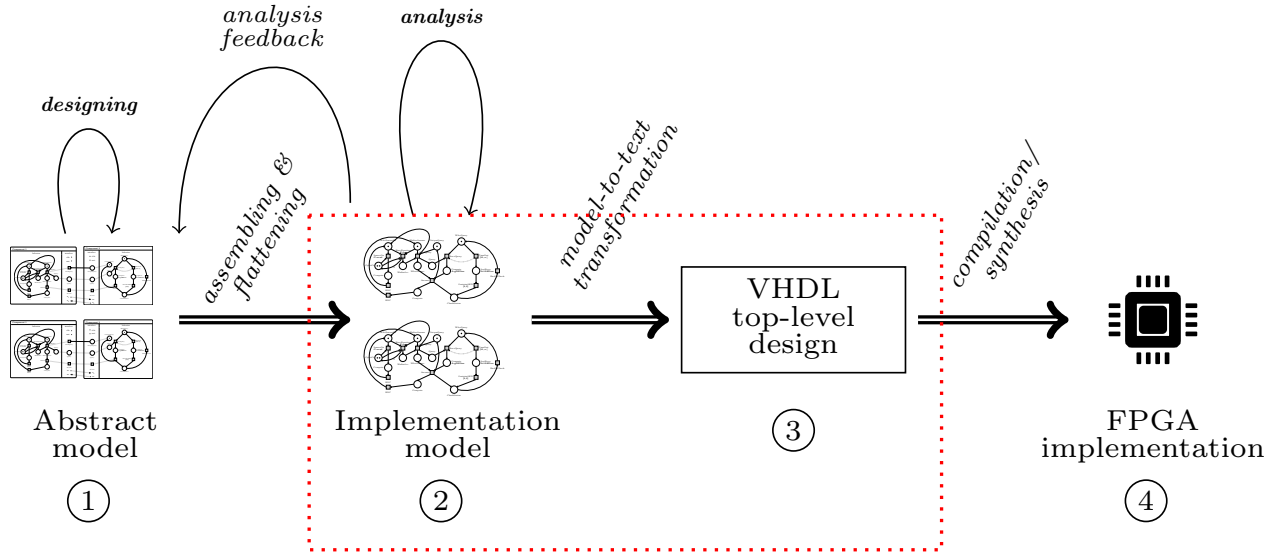 analysis
feedback
analysis
designing
assembling &
flattening
model-to-text
transformation
compilation/
synthesis
VHDL
top-level
design
Abstract
model
1
Implementation
model
2
3
FPGA
implementation
4